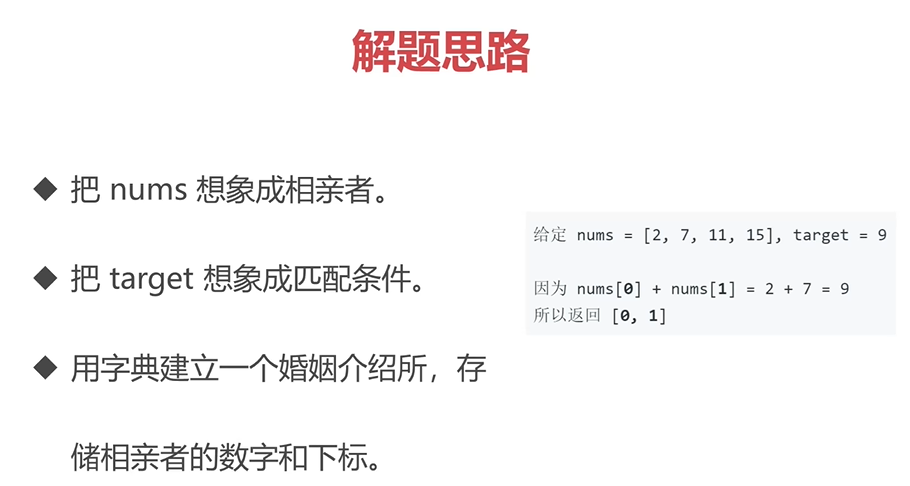 解题思路
◆ 把 nums 想象成相亲者。
◆ 把 target 想象成匹配条件。
◆ 用字典建立一个婚姻介绍所，存
储相亲者的数字和下标。
给定 nums = [2, 7, 11, 15], target = 9
因为 nums[0] + nums[1] = 2 + 7 = 9
所以返回 [0, 1]